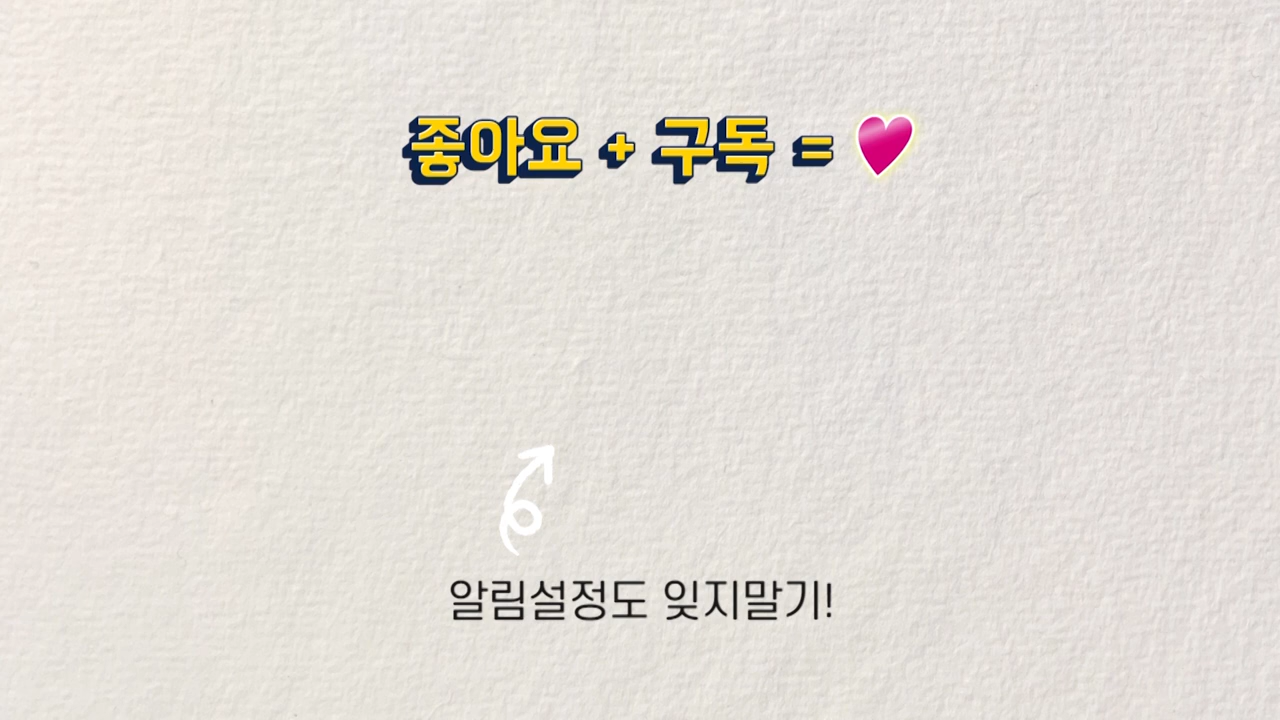 좋아요 + 구독 = 🩷
알림설정도 잊지말기!